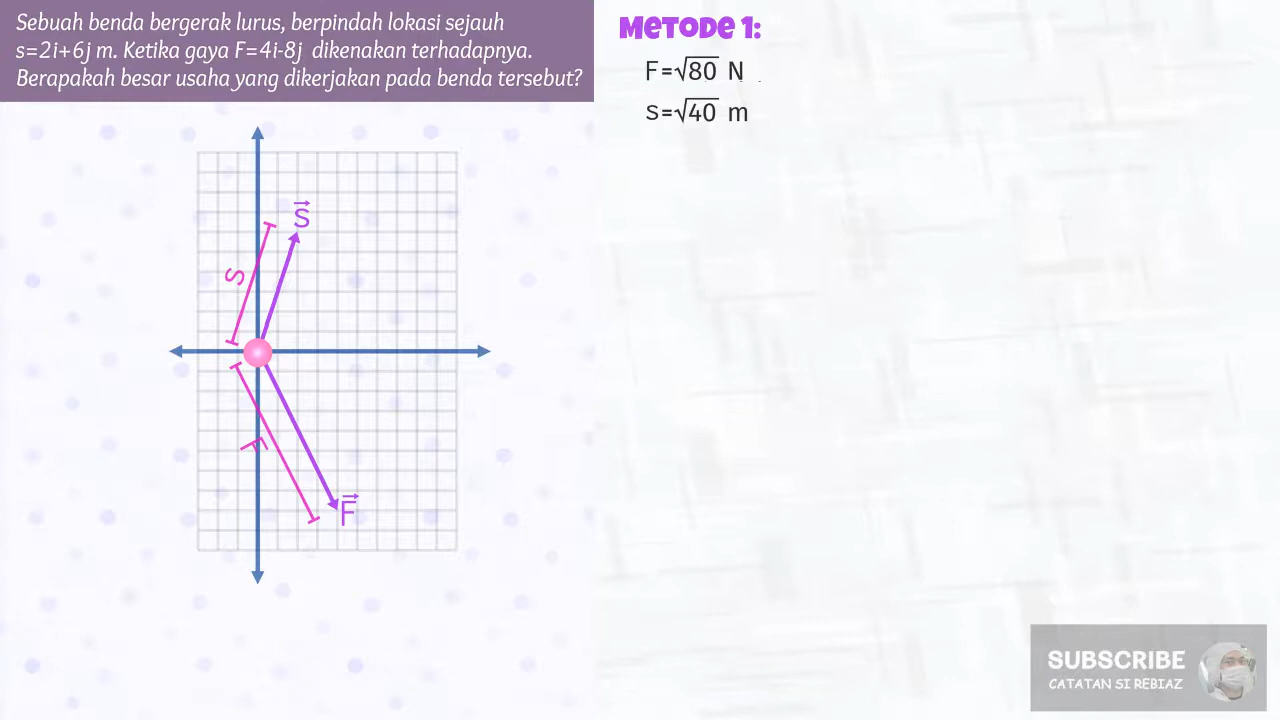 Sebuah benda bergerak lurus, berpindah lokasi sejauh
s=2i+6j m. Ketika gaya F=4i-8j dikenakan terhadapnya.
Berapakah besar usaha yang dikerjakan pada benda tersebut?
Metode 1:
F=√80 N
s=√40 m
S⃗
S
F
F⃗
SUBSCRIBE
CATATAN SI REBIAZ